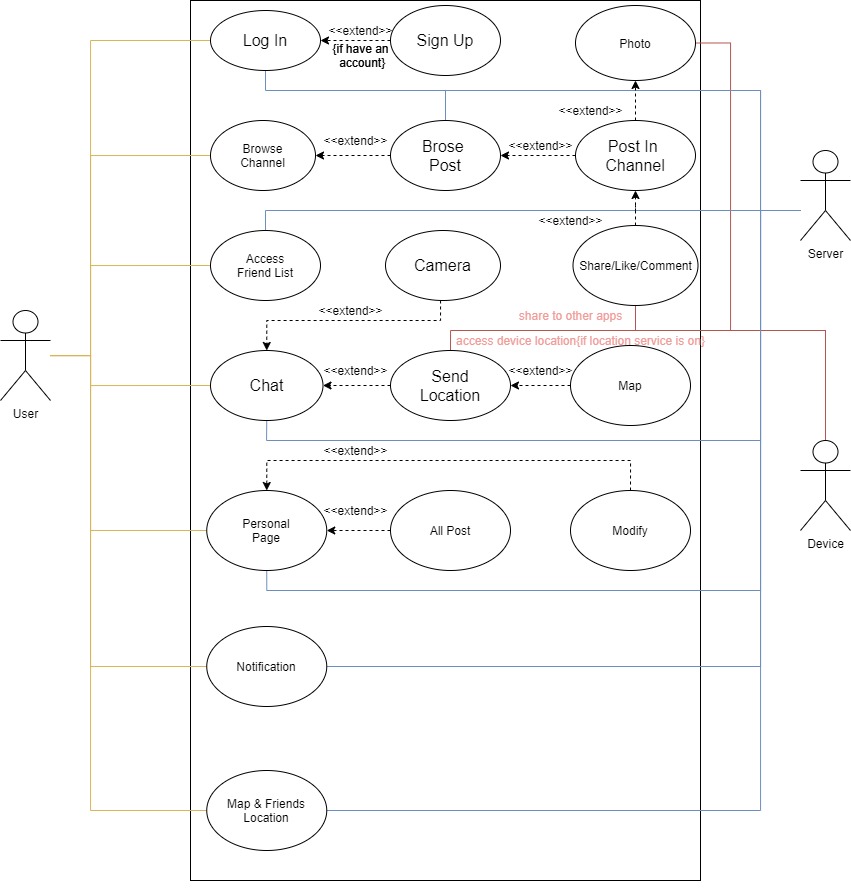 Log In
<<extend>>
{if have an
account}
Sign Up
Photo
<<extend>>
Browse
Channel
<<extend>>
Brose
Post
<<extend>>
Post In
Channel
<<extend>>
Server
Access
Friend List
Camera
Share/Like/Comment
<<extend>>
share to other apps
access device location{if location service is on}
User
Chat
<<extend>>
Send
Location
<<extend>>
Map
<<extend>>
Personal
Page
<<extend>>
All Post
Modify
Device
Notification
Map & Friends
Location